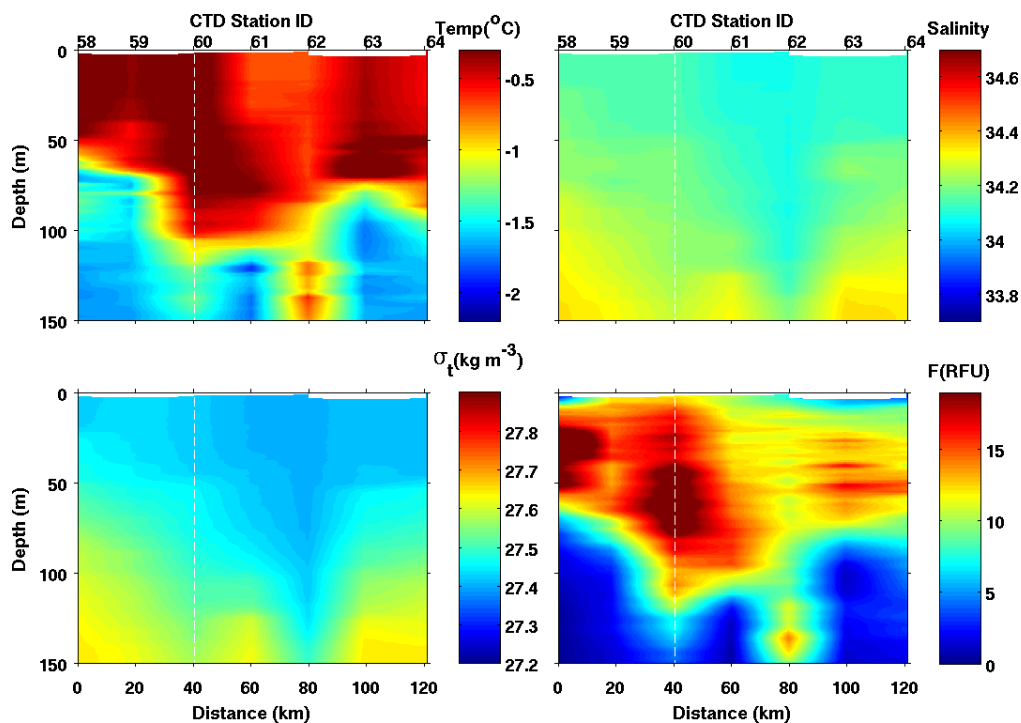 CTD Station ID
58 59 60 61 62 63 64
Temp(°C)
0
50
100
150
Depth (m)
-0.5
-1
-1.5
-2
CTD Station ID
58 59 60 61 62 63 64
Salinity
34.6
34.4
34.2
34
33.8
σt(kg m-3)
0
50
100
150
Depth (m)
0 20 40 60 80 100 120
Distance (km)
27.8
27.7
27.6
27.5
27.4
27.3
27.2
F(RFU)
0 20 40 60 80 100 120
Distance (km)
15
10
5
0